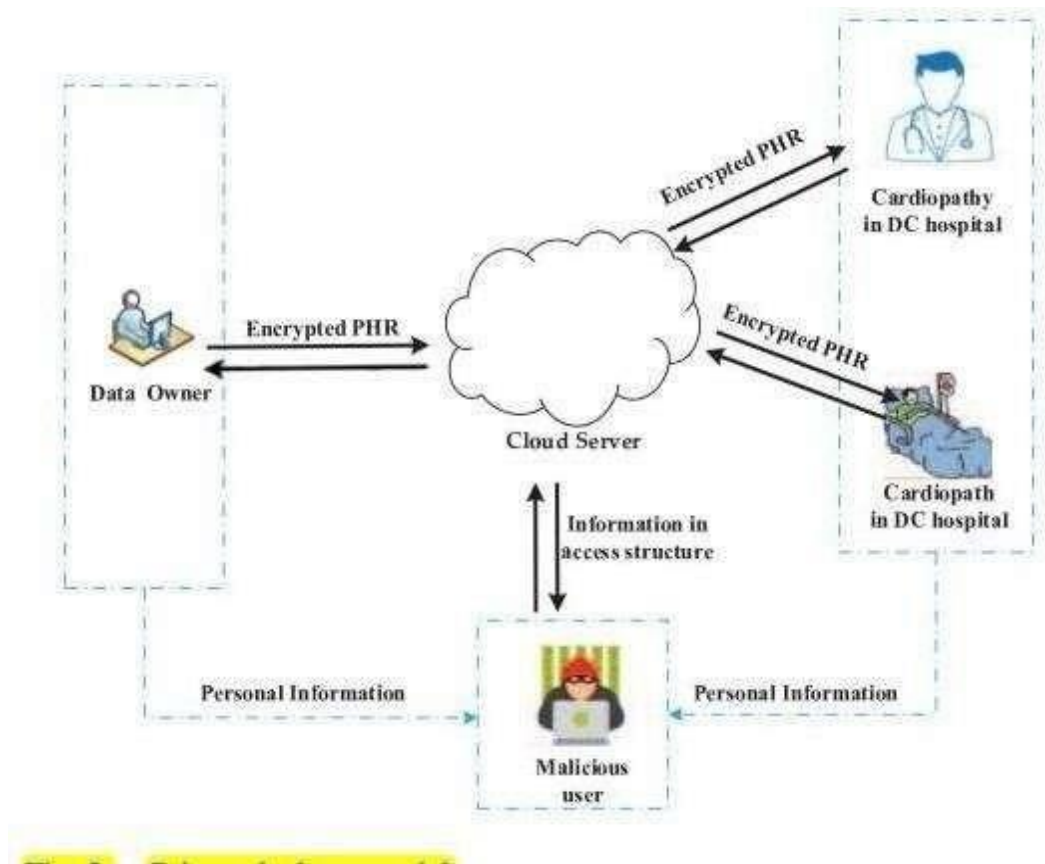 Encrypted PHR
Cardiopathy
in DC hospital
Encrypted PHR
Data Owner
Encrypted PHR
Cloud Server
Cardiopath
in DC hospital
Information in
access structure
Personal Information
Personal Information
Malicious
user